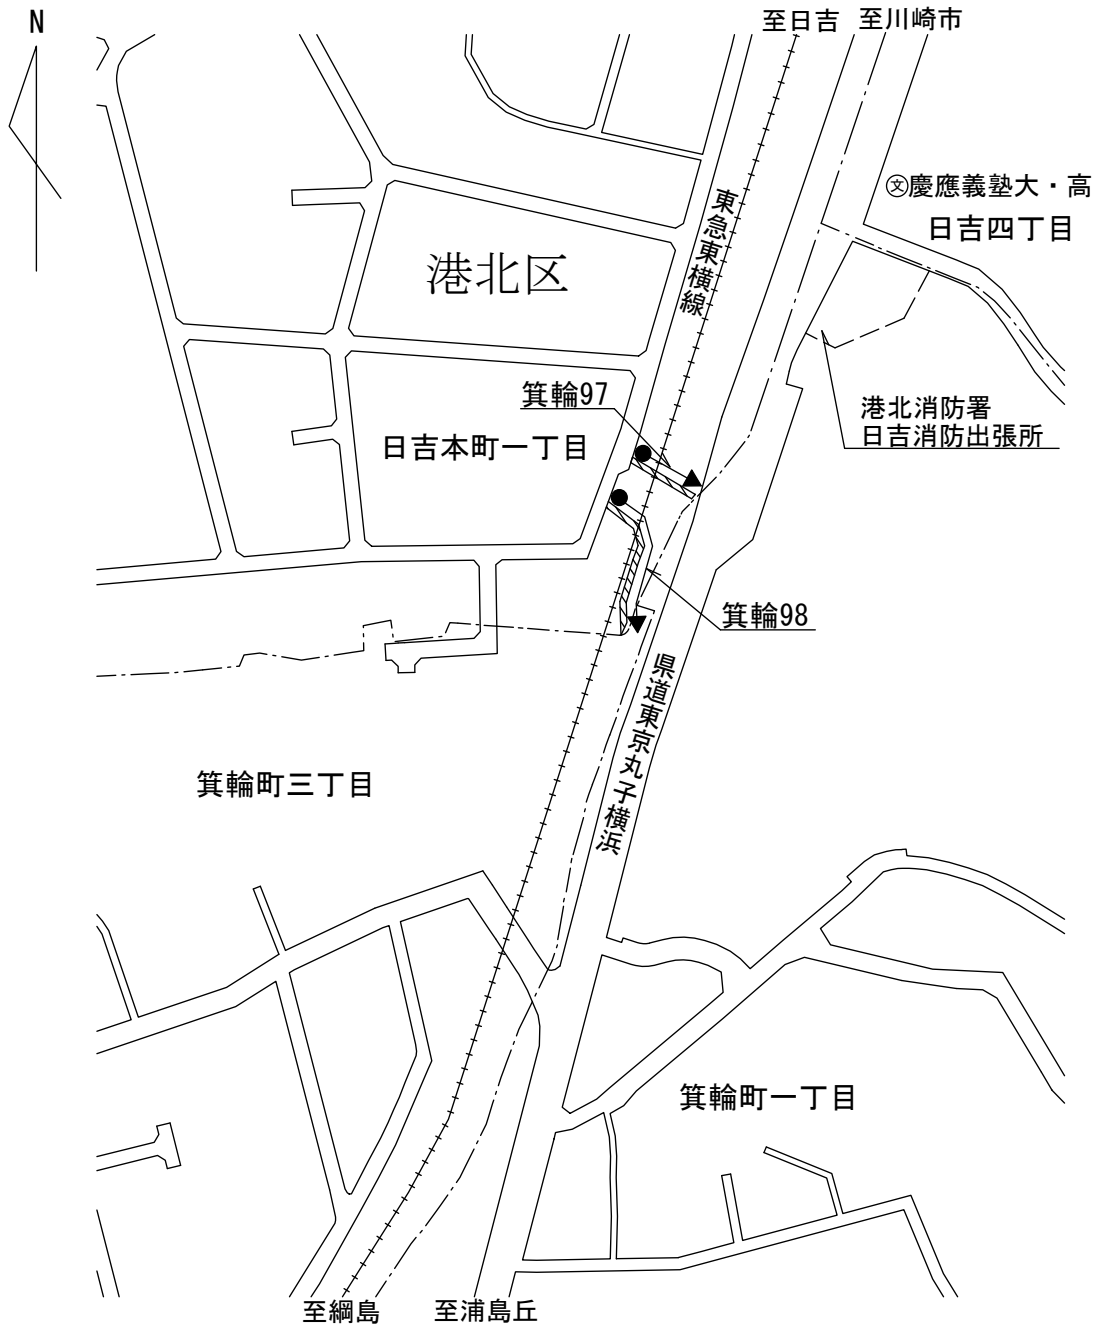 N
至日吉
至川崎市
㊫慶應義塾大・高
日吉四丁目
東急東横線
港北区
箕輪97
港北消防署
日吉消防出張所
日吉本町一丁目
箕輪98
県道東京丸子横浜
箕輪町三丁目
箕輪町一丁目
至綱島
至浦島丘